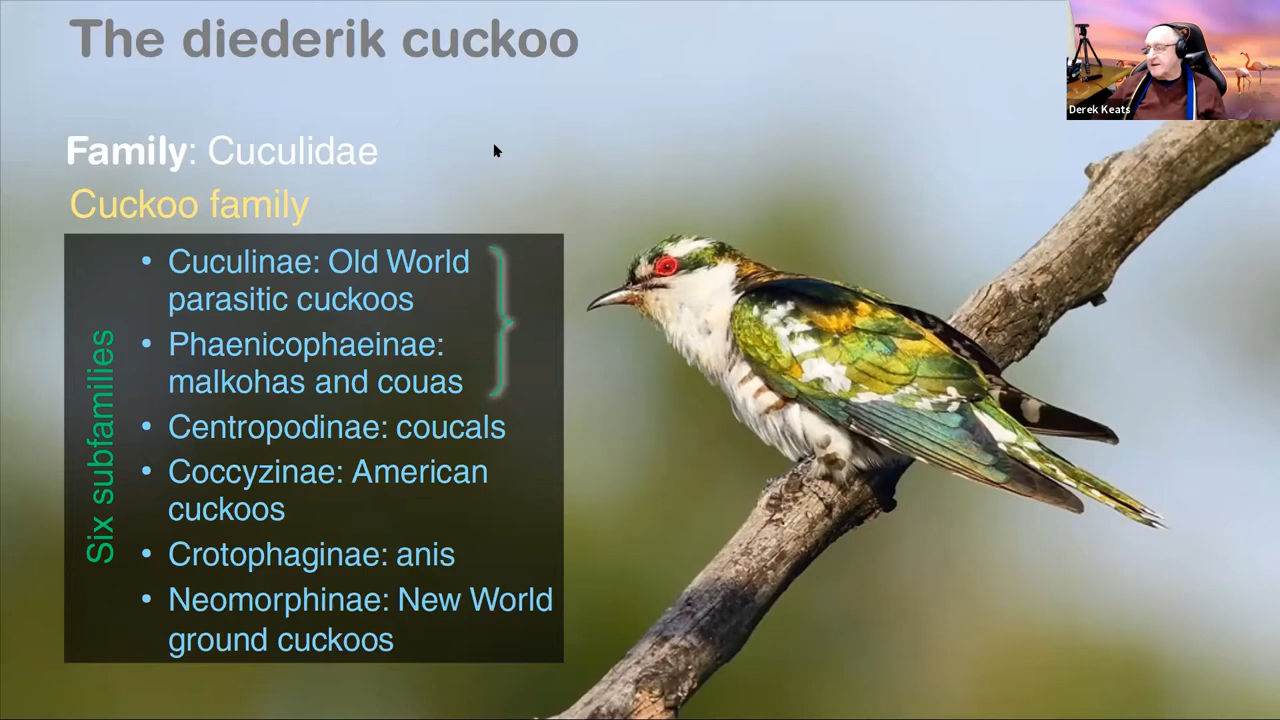 The diederik cuckoo
Derek Keats
Family: Cuculidae
Cuckoo family
Six subfamilies
• Cuculinae: Old World
parasitic cuckoos
• Phaenicophaeinae:
malkohas and couas
• Centropodinae: coucals
• Coccyzinae: American
cuckoos
• Crotophaginae: anis
• Neomorphinae: New World
ground cuckoos